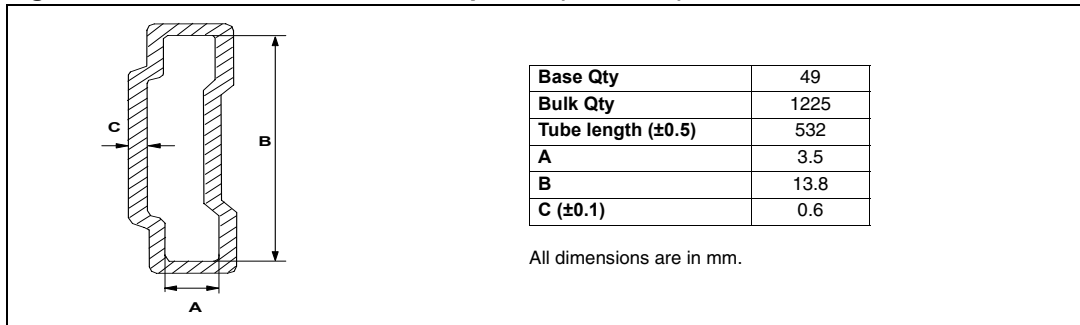 C
B
A
Base Qty 49
Bulk Qty 1225
Tube length (±0.5) 532
A 3.5
B 13.8
C (±0.1) 0.6
All dimensions are in mm.